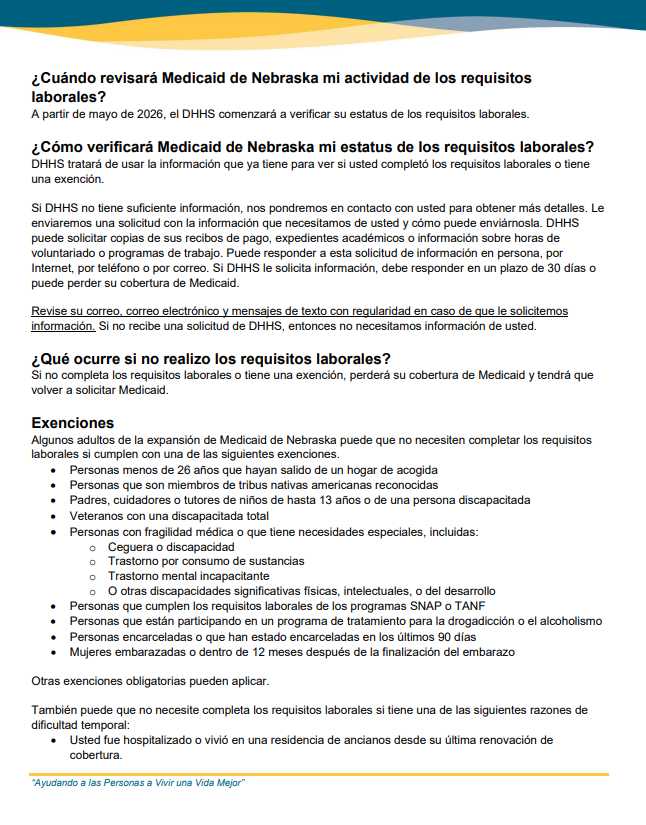 ¿Cuándo revisará Medicaid de Nebraska mi actividad de los requisitos
laborales?
A partir de mayo de 2026, el DHHS comenzará a verificar su estatus de los requisitos laborales.
¿Cómo verificará Medicaid de Nebraska mi estatus de los requisitos laborales?
DHHS tratará de usar la información que ya tiene para ver si usted completó los requisitos laborales o tiene
una exención.
Si DHHS no tiene suficiente información, nos pondremos en contacto con usted para obtener más detalles. Le
enviaremos una solicitud con la información que necesitamos de usted y cómo puede enviárnosla. DHHS
puede solicitar copias de sus recibos de pago, expedientes académicos o información sobre horas de
voluntariado o programas de trabajo. Puede responder a esta solicitud de información en persona, por
Internet, por teléfono o por correo. Si DHHS le solicita información, debe responder en un plazo de 30 días o
puede perder su cobertura de Medicaid.
Revise su correo, correo electrónico y mensajes de texto con regularidad en caso de que le solicitemos
información. Si no recibe una solicitud de DHHS, entonces no necesitamos información de usted.
¿Qué ocurre si no realizo los requisitos laborales?
Si no completa los requisitos laborales o tiene una exención, perderá su cobertura de Medicaid y tendrá que
volver a solicitar Medicaid.
Exenciones
Algunos adultos de la expansión de Medicaid de Nebraska puede que no necesiten completar los requisitos
laborales si cumplen con una de las siguientes exenciones.
• Personas menos de 26 años que hayan salido de un hogar de acogida
• Personas que son miembros de tribus nativas americanas reconocidas
• Padres, cuidadores o tutores de niños de hasta 13 años o de una persona discapacitada
• Veteranos con una discapacitada total
• Personas con fragilidad médica o que tiene necesidades especiales, incluidas:
o Ceguera o discapacidad
o Trastorno por consumo de sustancias
o Trastorno mental incapacitante
o O otras discapacidades significativas físicas, intelectuales, o del desarrollo
• Personas que cumplen los requisitos laborales de los programas SNAP o TANF
• Personas que están participando en un programa de tratamiento para la drogadicción o el alcoholismo
• Personas encarceladas o que han estado encarceladas en los últimos 90 días
• Mujeres embarazadas o dentro de 12 meses después de la finalización del embarazo
Otras exenciones obligatorias pueden aplicar.
También puede que no necesite completa los requisitos laborales si tiene una de las siguientes razones de
dificultad temporal:
• Usted fue hospitalizado o vivió en una residencia de ancianos desde su última renovación de
cobertura.
“Ayudando a las Personas a Vivir una Vida Mejor”